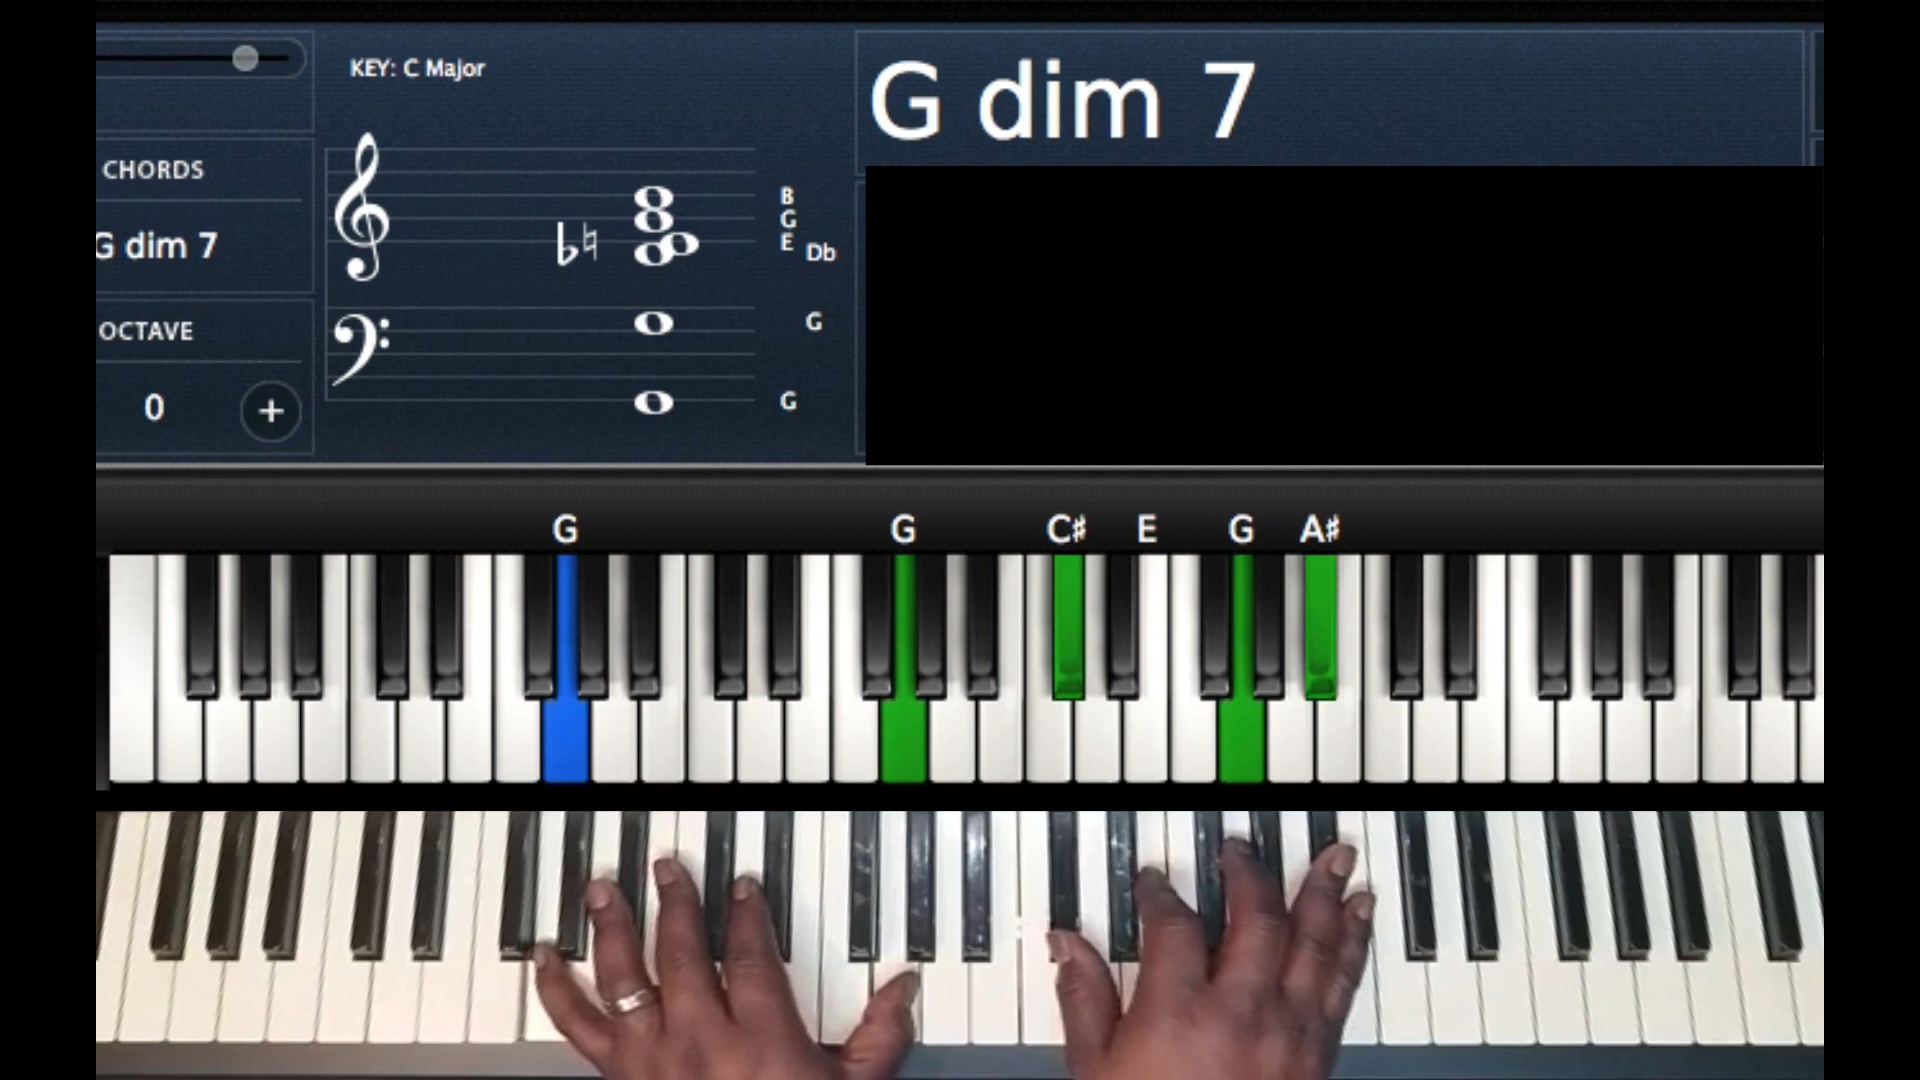 KEY: C Major
G dim 7
CHORDS
G dim 7
B
G
E Db
OCTAVE
G
0
+
G
G G C♯ E G A♯